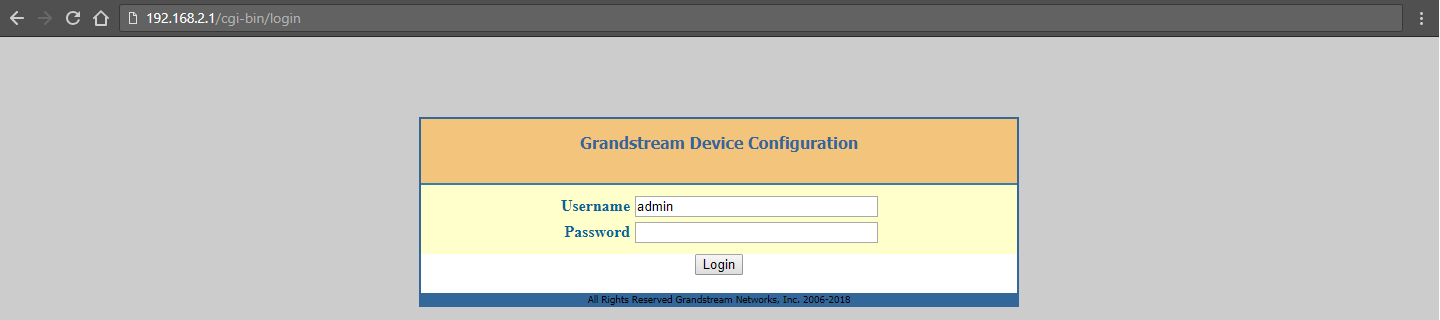 192.168.2.1/cgi-bin/login
Grandstream Device Configuration
Username admin
Password
Login
All Rights Reserved Grandstream Networks, Inc. 2006-2018